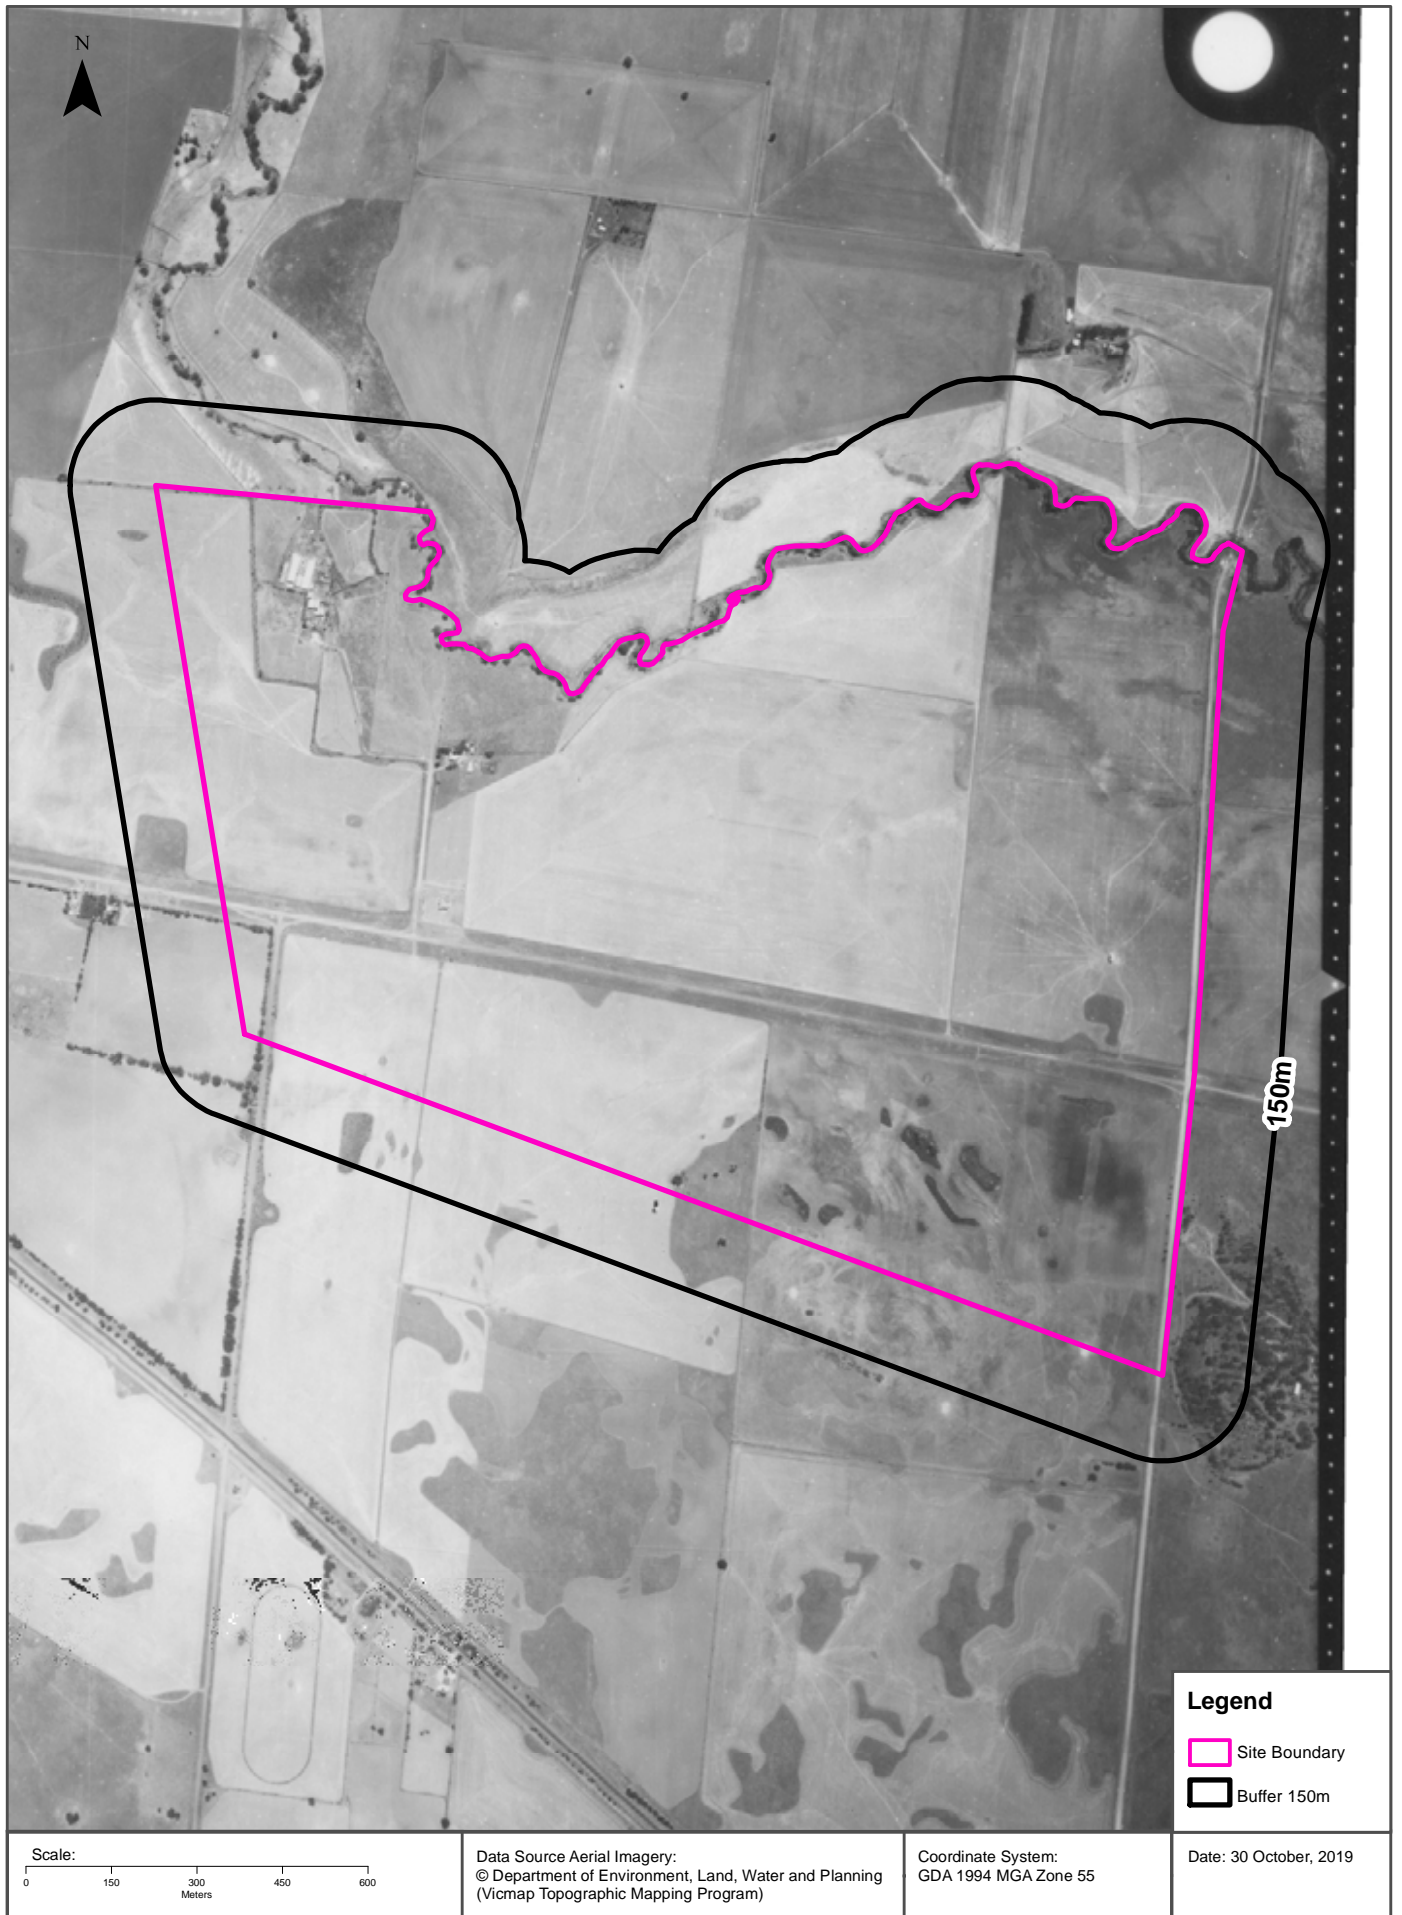 N
150m
Legend
Site Boundary
Buffer 150m
Scale:
0 150 300 450 600
Meters
Data Source Aerial Imagery:
© Department of Environment, Land, Water and Planning
(Vicmap Topographic Mapping Program)
Coordinate System:
GDA 1994 MGA Zone 55
Date: 30 October, 2019